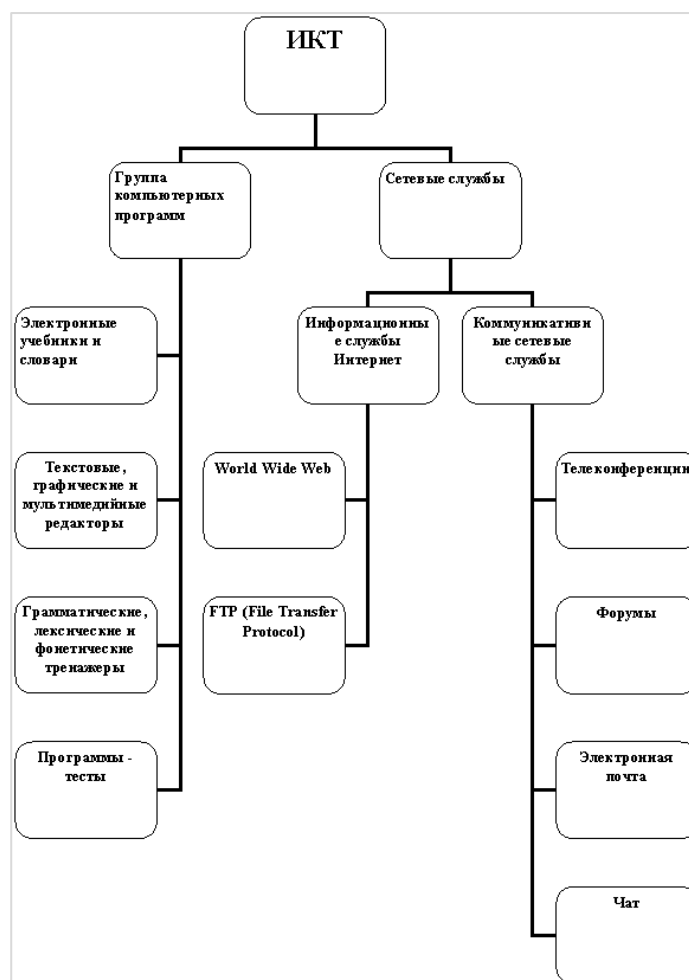 ИКТ
Группа
компьютерных
программ
Сетевые службы
Электронные
учебники и
словари
Информационны
е службы
Интернет
Коммуникативн
ые сетевые
службы
Текстовые,
графические и
мультимедийные
редакторы
World Wide Web
Телеконференции
Грамматические,
лексические и
фонетические
тренажеры
FTP (File Transfer
Protocol)
Форумы
Программы -
тесты
Электронная
почта
Чат